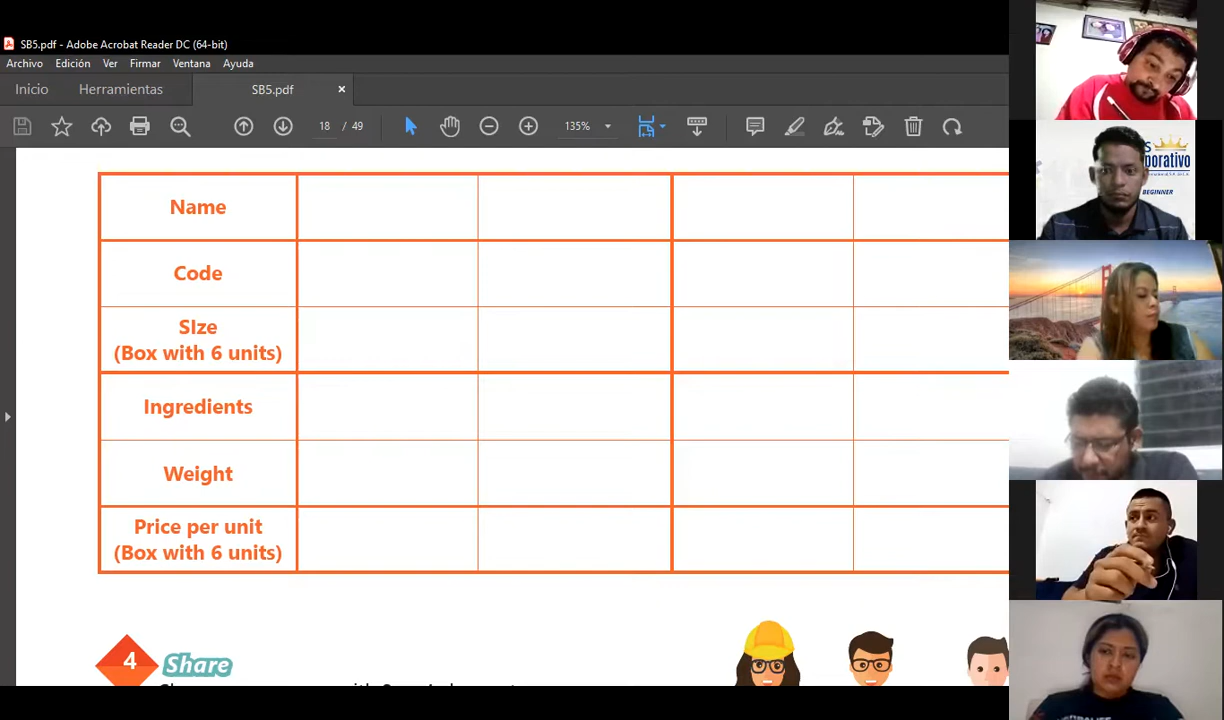 SB5.pdf - Adobe Acrobat Reader DC (64-bit)
Archivo Edición Ver Firmar Ventana Ayuda
Inicio Herramientas SB5.pdf ×
18 / 49 135%
Name
Code
SIze
(Box with 6 units)
Ingredients
Weight
Price per unit
(Box with 6 units)
4 Share
porativo
BEGINNER